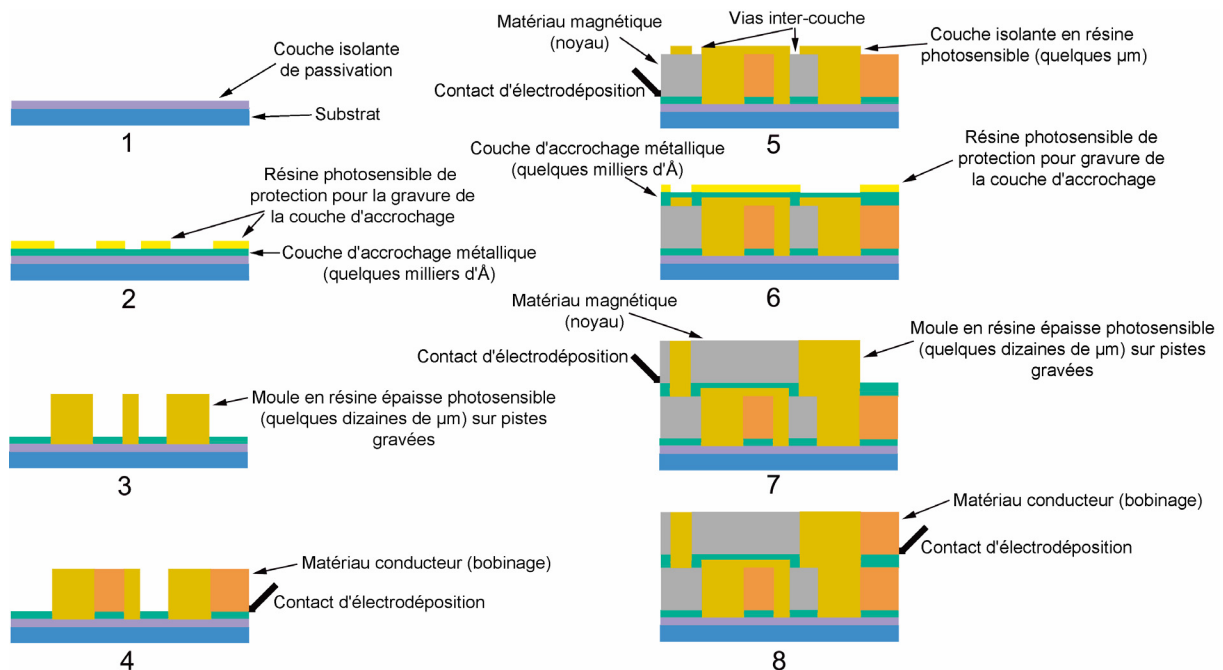 Couche isolante
de passivation
Substrat
1
Résine photosensible de
protection pour la gravure de
la couche d'accrochage
Couche d'accrochage métallique
(quelques milliers d'Å)
2
Moule en résine épaisse photosensible
(quelques dizaines de µm) sur pistes
gravées
3
Matériau conducteur (bobinage)
Contact d'électrodéposition
4
Matériau magnétique
(noyau)
Vias inter-couche
Couche isolante en résine
photosensible (quelques µm)
Contact d'électrodéposition
5
Couche d'accrochage métallique
(quelques milliers d'Å)
Résine photosensible de
protection pour gravure de
la couche d'accrochage
6
Matériau magnétique
(noyau)
Contact d'électrodéposition
Moule en résine épaisse photosensible
(quelques dizaines de µm) sur pistes
gravées
7
Matériau conducteur (bobinage)
Contact d'électrodéposition
8